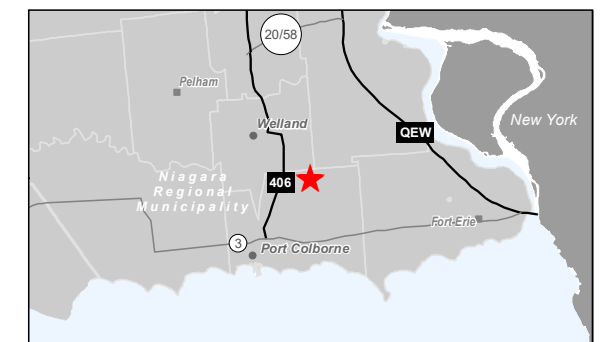 20/58
Pelham
New York
Welland
QEW
Niagara
Regional
Municipality
406
Fort Erie
3
Port Colborne